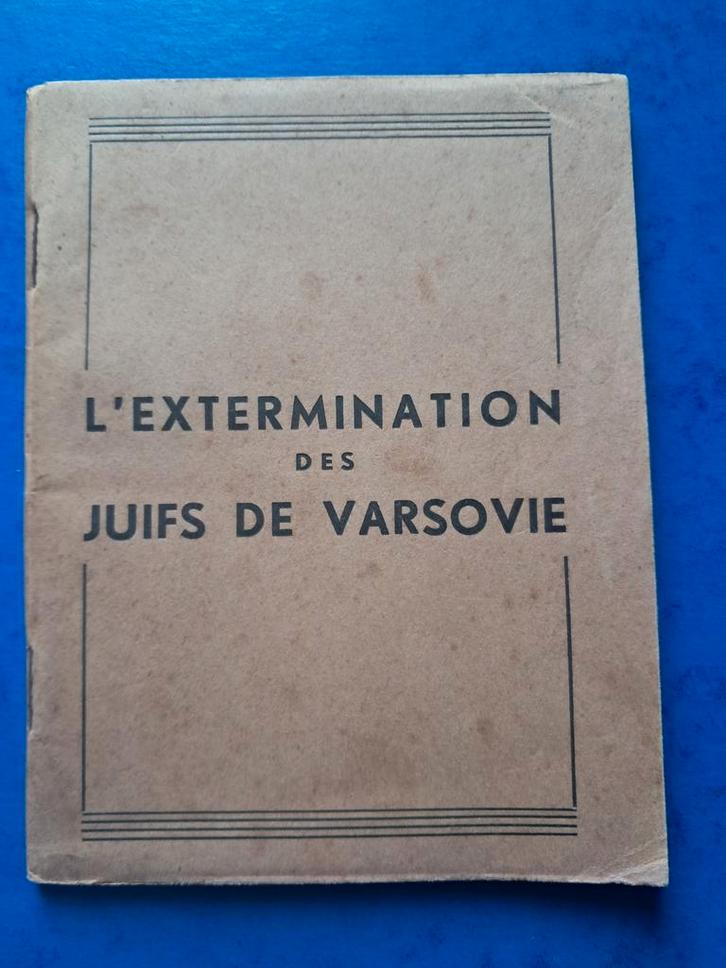 L'EXTERMINATION
DES
JUIFS DE VARSOVIE